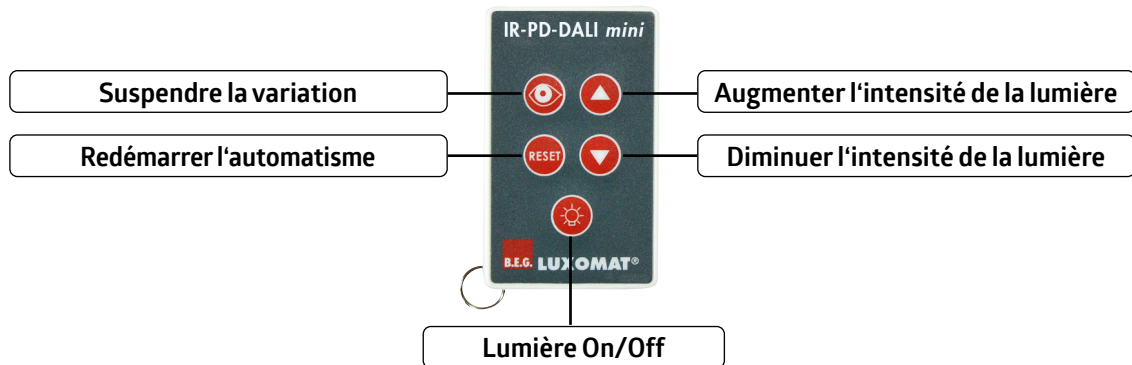 IR-PD-DALI mini
Suspendre la variation
Augmenter l‘intensité de la lumière
Redémarrer l‘automatisme
RESET
Diminuer l‘intensité de la lumière
B.E.G. LUXOMAT®
Lumière On/Off